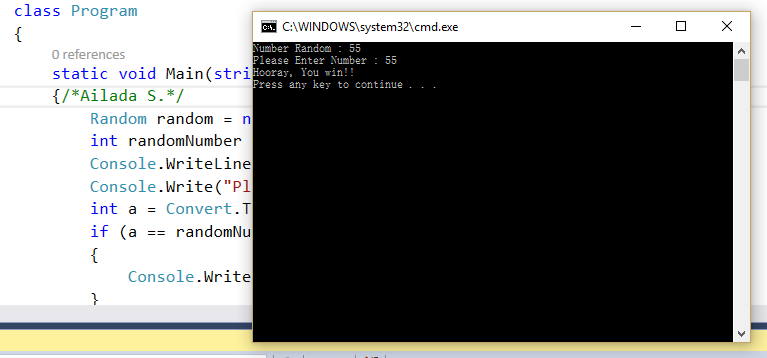 class Program
{
0 references
static void Main(stri
{/*Ailada S.*/
Random random = n
int randomNumber
Console.WriteLine
Console.Write("Pl
int a = Convert.T
if (a == randomNu
{
Console.Write
}
C:\WINDOWS\system32\cmd.exe
Number Random : 55
Please Enter Number : 55
Hooray, You win!!
Press any key to continue . . .